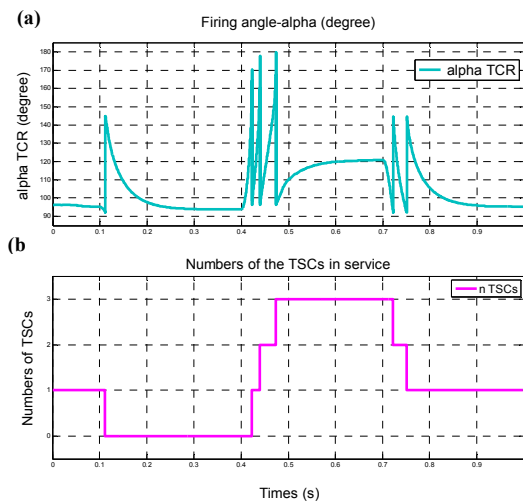 (a)
Firing angle-alpha (degree)
alpha TCR (degree)
180
170
160
150
140
130
120
110
100
90
alpha TCR
0 0.1 0.2 0.3 0.4 0.5 0.6 0.7 0.8 0.9
(b)
Numbers of the TSCs in service
Numbers of TSCs
3
2
1
0
n TSCs
0 0.1 0.2 0.3 0.4 0.5 0.6 0.7 0.8 0.9
Times (s)